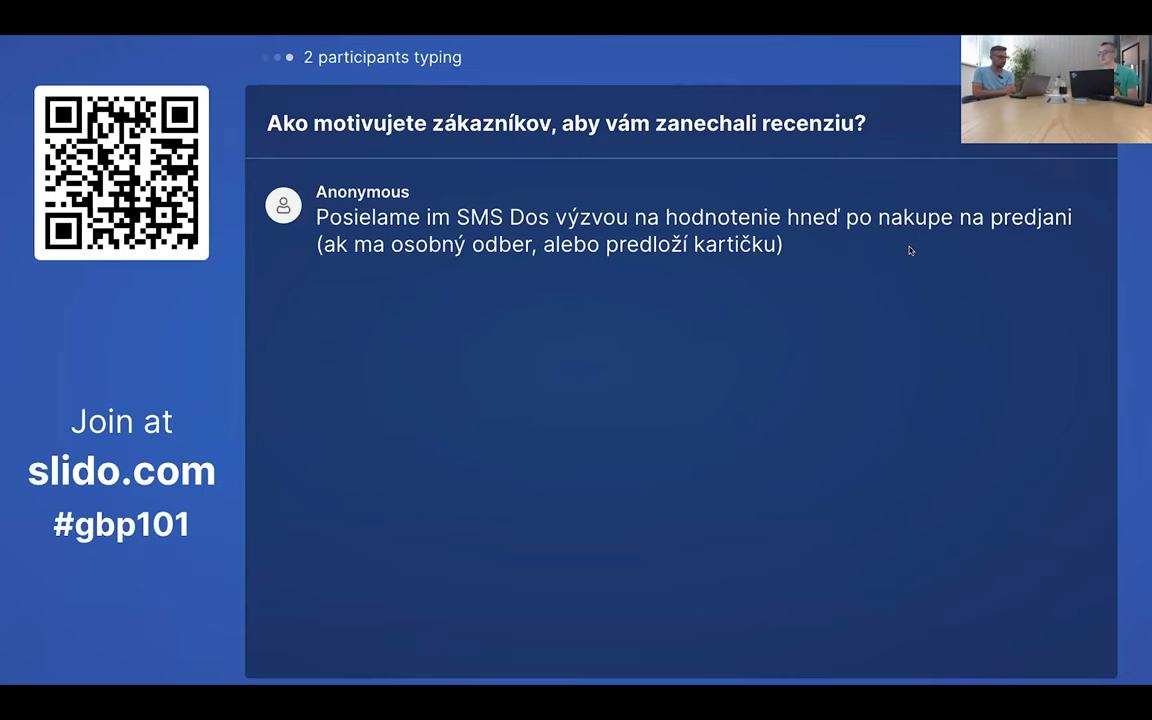 2 participants typing
Ako motivujete zákazníkov, aby vám zanechali recenziu?
Anonymous
Posielame im SMS Dos výzvou na hodnotenie hneď po nakupe na predjani
(ak ma osobný odber, alebo predloží kartičku)
Join at
slido.com
#gbp101